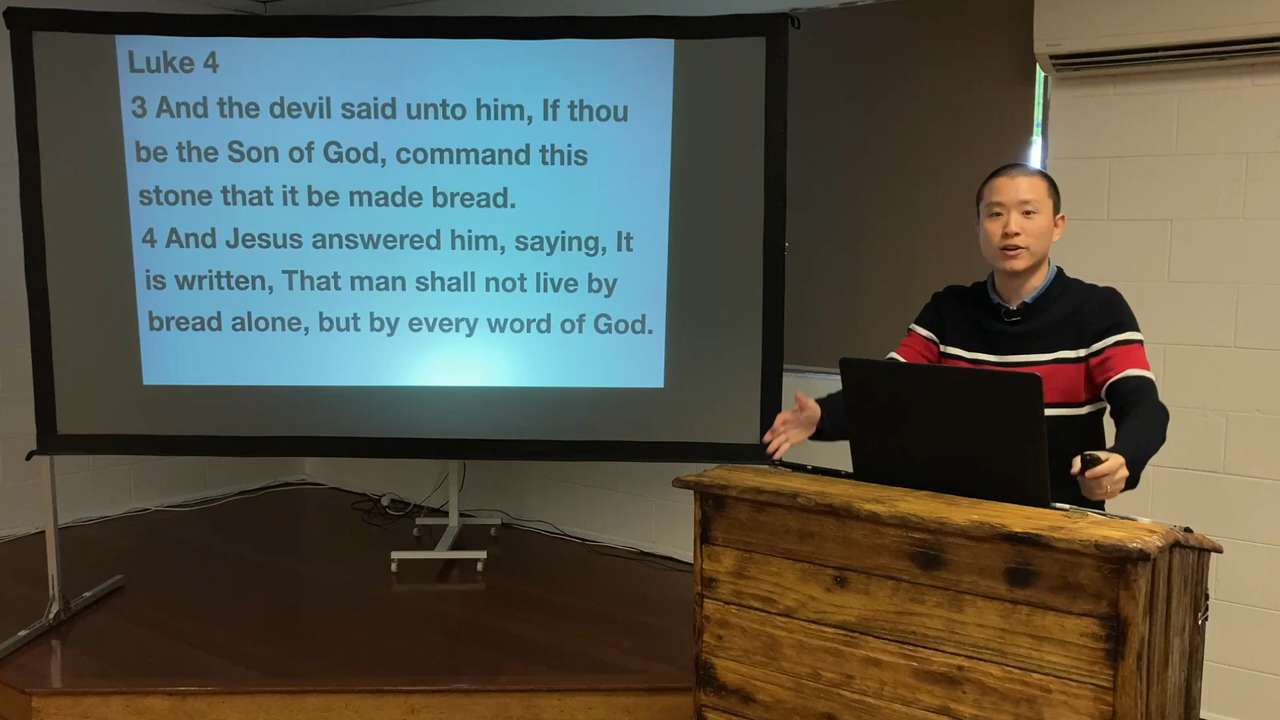 Luke 4
3 And the devil said unto him, If thou
be the Son of God, command this
stone that it be made bread.
4 And Jesus answered him, saying, It
is written, That man shall not live by
bread alone, but by every word of God.